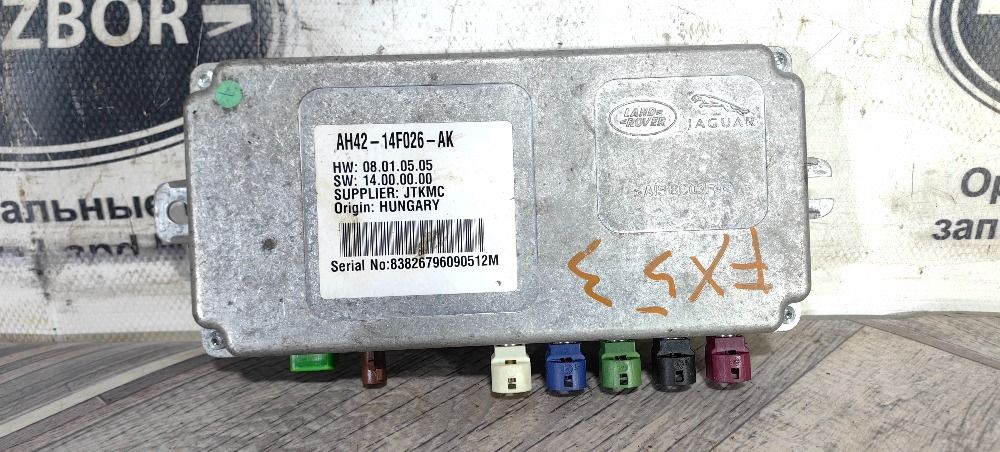 ZBOR
альные
Land
AH42-14F026-AK
HW: 08.01.05.05
SW: 14.00.00.00
SUPPLIER: JTKMC
Origin: HUNGARY
Serial No:83826796090512M
LAND-
-ROVER
JAGUAR
FX53
Ор
зап